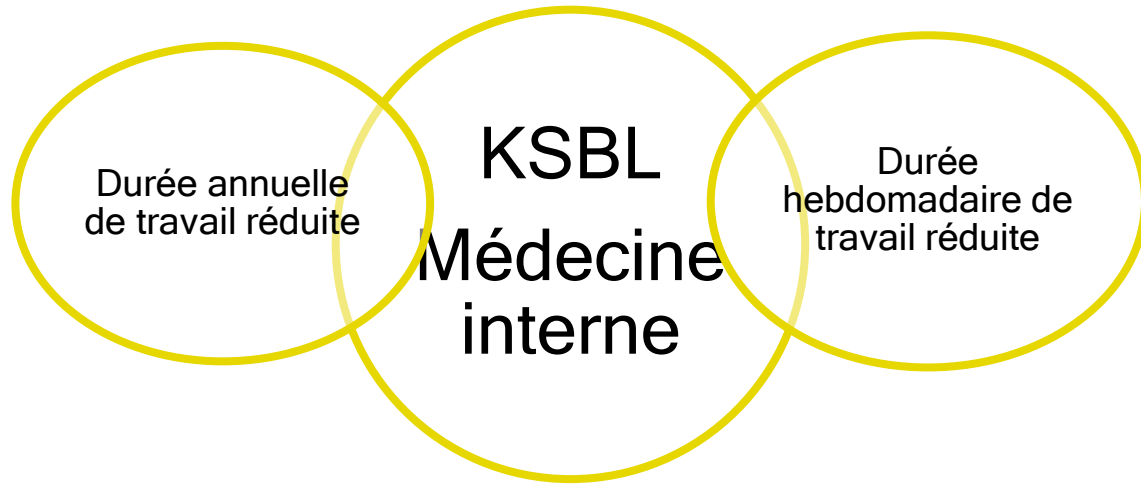 Durée annuelle
de travail réduite
KSBL
Médecine
interne
Durée
hebdomadaire de
travail réduite